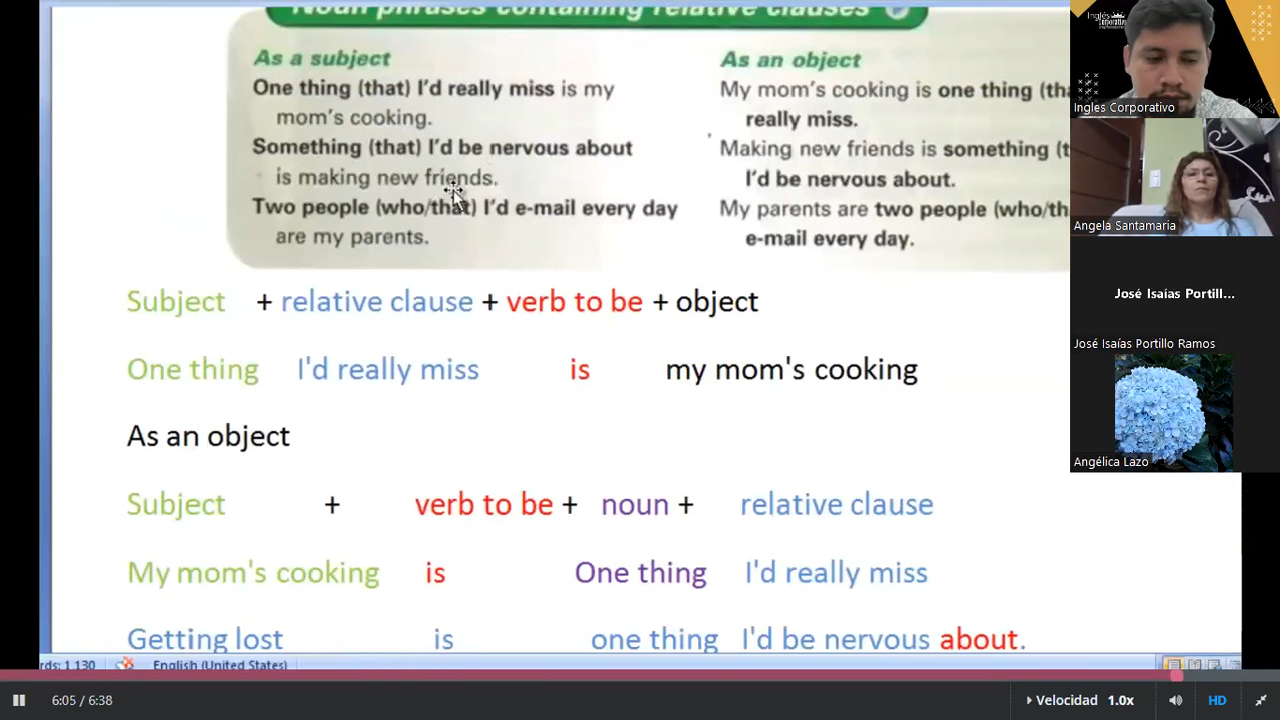 Noun phrases containing relative clauses
As a subject
One thing (that) I'd really miss is my
mom's cooking.
Something (that) I'd be nervous about
is making new friends.
Two people (who/that) I'd e-mail every day
are my parents.
As an object
My mom's cooking is one thing
really miss.
Making new friends is something
I'd be nervous about.
My parents are two people
e-mail every day.
Subject + relative clause + verb to be + object
One thing I'd really miss is my mom's cooking
As an object
Subject + verb to be + noun + relative clause
My mom's cooking is One thing I'd really miss
Getting lost is one thing I'd be nervous about.
1 130 English (United States)
Inglés
Corporativo
Ingles Corporativo
Angela Santamaria
José Isaías Portill...
José Isaías Portillo Ramos
Angélica Lazo
6:05 / 6:38
Velocidad 1.0x
HD